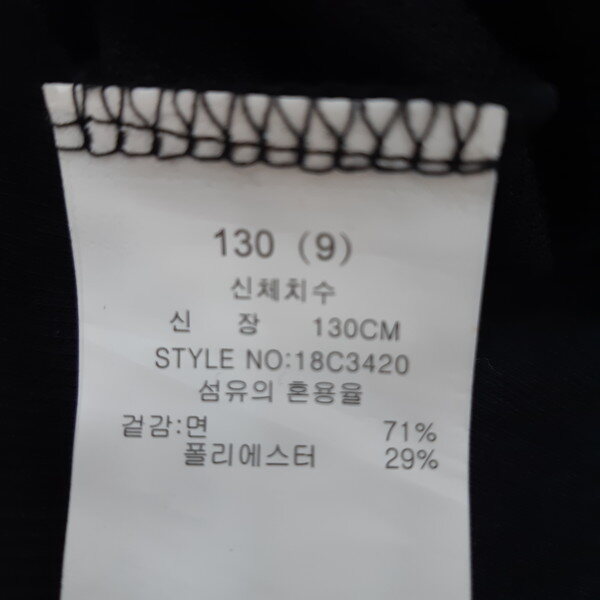 130 (9)
신체치수
신 장 130CM
STYLE NO:18C3420
섬유의 혼용율
겉감:면 71%
폴리에스터 29%